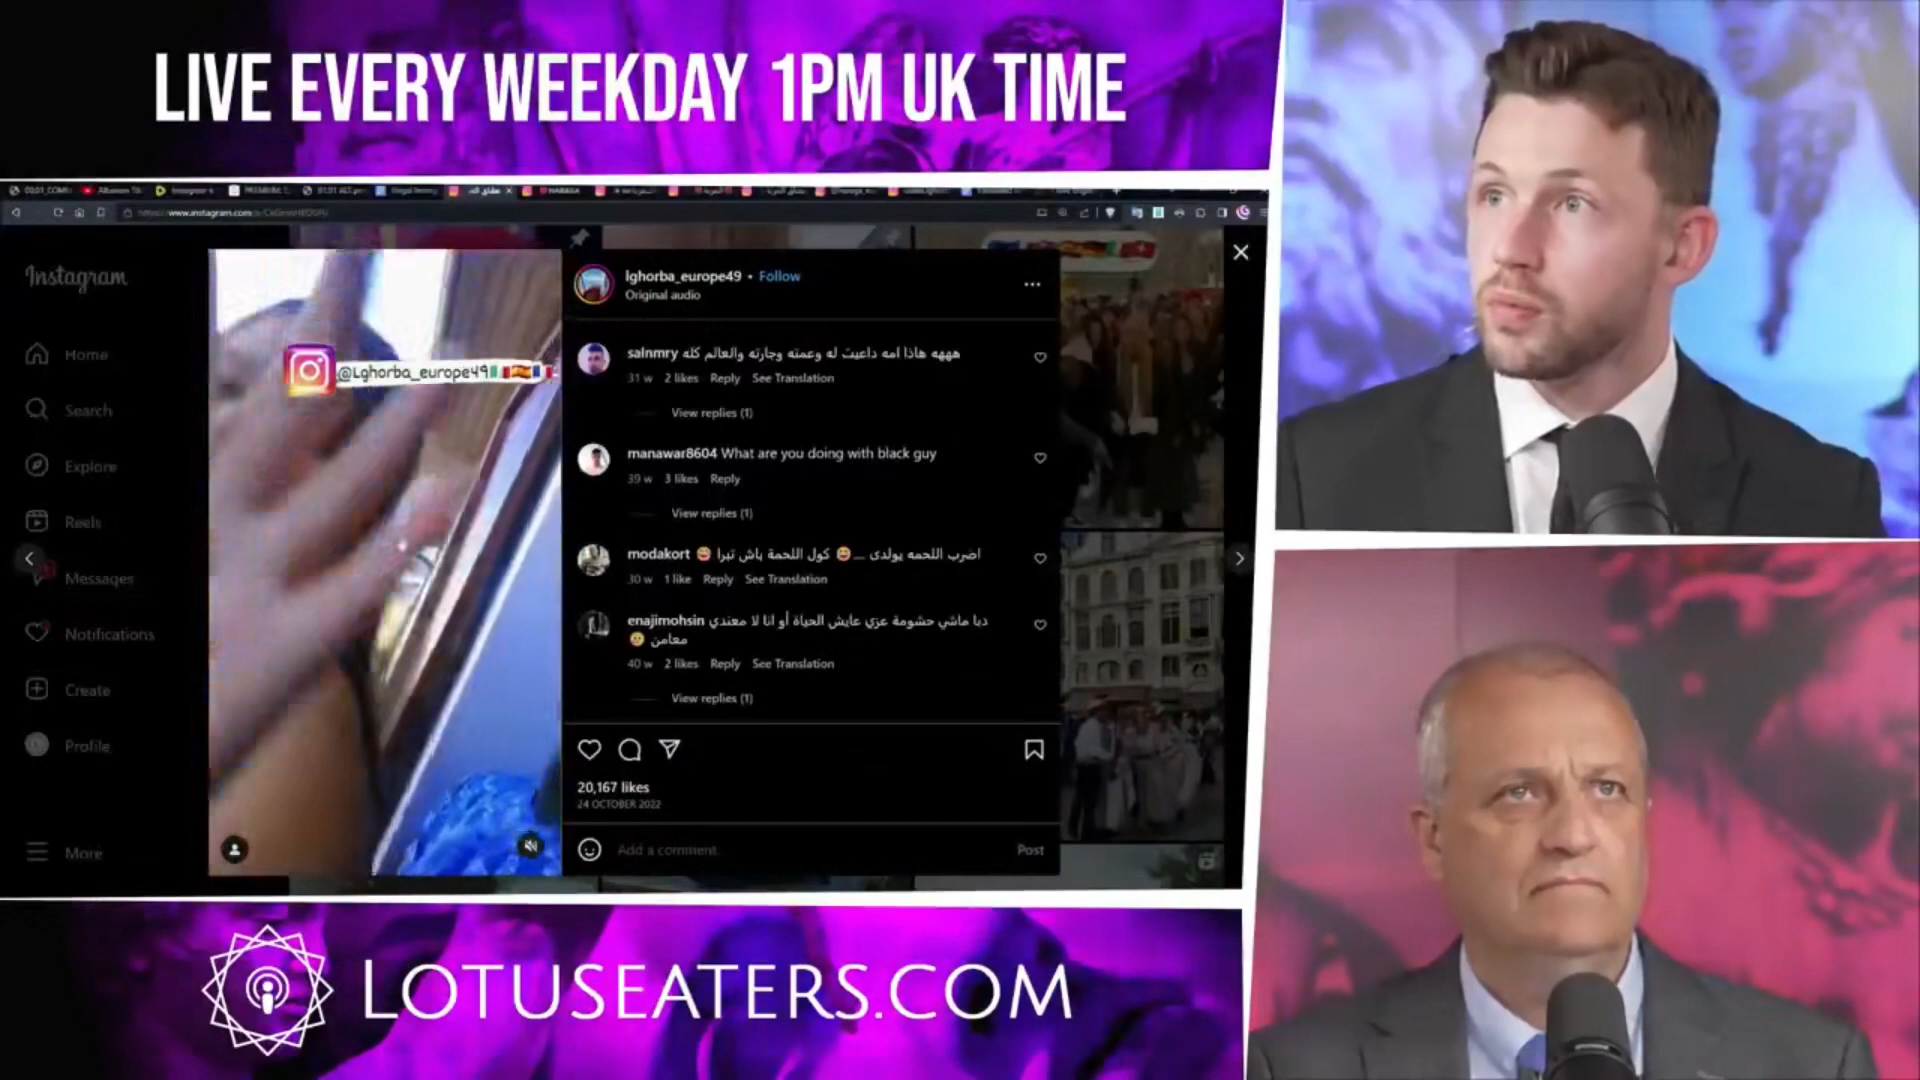 LIVE EVERY WEEKDAY 1PM UK TIME
www.instagram.com
Instagram
Home
Search
Explore
Reels
Messages
Notifications
Create
Profile
More
@Lghorba_europe49
lghorba_europe49 • Follow
Original audio
salnmry هههه هاذا امه داعيت له وعمته وجارته والعالم كله
31 w 2 likes Reply See Translation
View replies (1)
manawar8604 What are you doing with black guy
39 w 3 likes Reply
View replies (1)
modakort اضرب اللحمه يولدى ... 😄 كول اللحمة باش تبرا 😄
30 w 1 like Reply See Translation
enajimohsin دبا ماشي حشومة عزي عايش الحياة أو انا لا معندي
معامن 🙂
40 w 2 likes Reply See Translation
View replies (1)
20,167 likes
24 OCTOBER 2022
Add a comment.
Post
LOTUSEATERS.COM